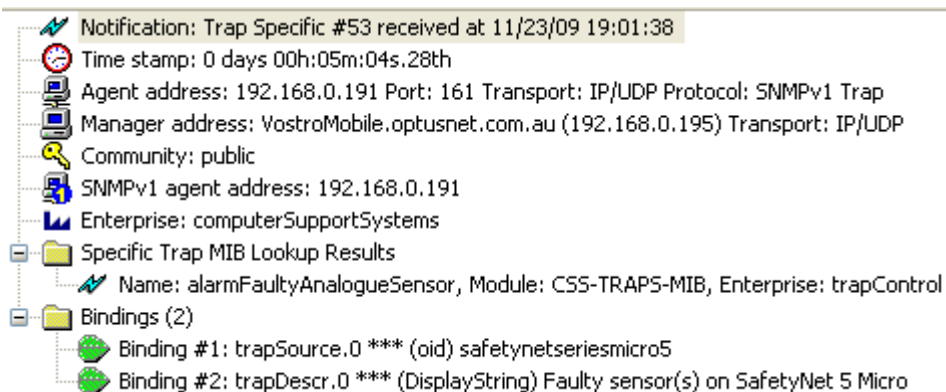 Notification: Trap Specific #53 received at 11/23/09 19:01:38
Time stamp: 0 days 00h:05m:04s.28th
Agent address: 192.168.0.191 Port: 161 Transport: IP/UDP Protocol: SNMPv1 Trap
Manager address: VostroMobile.optusnet.com.au (192.168.0.195) Transport: IP/UDP
Community: public
SNMPv1 agent address: 192.168.0.191
Enterprise: computerSupportSystems
Specific Trap MIB Lookup Results
Name: alarmFaultyAnalogueSensor, Module: CSS-TRAPS-MIB, Enterprise: trapControl
Bindings (2)
Binding #1: trapSource.0 *** (oid) safetynetseriesmicro5
Binding #2: trapDescr.0 *** (DisplayString) Faulty sensor(s) on SafetyNet 5 Micro